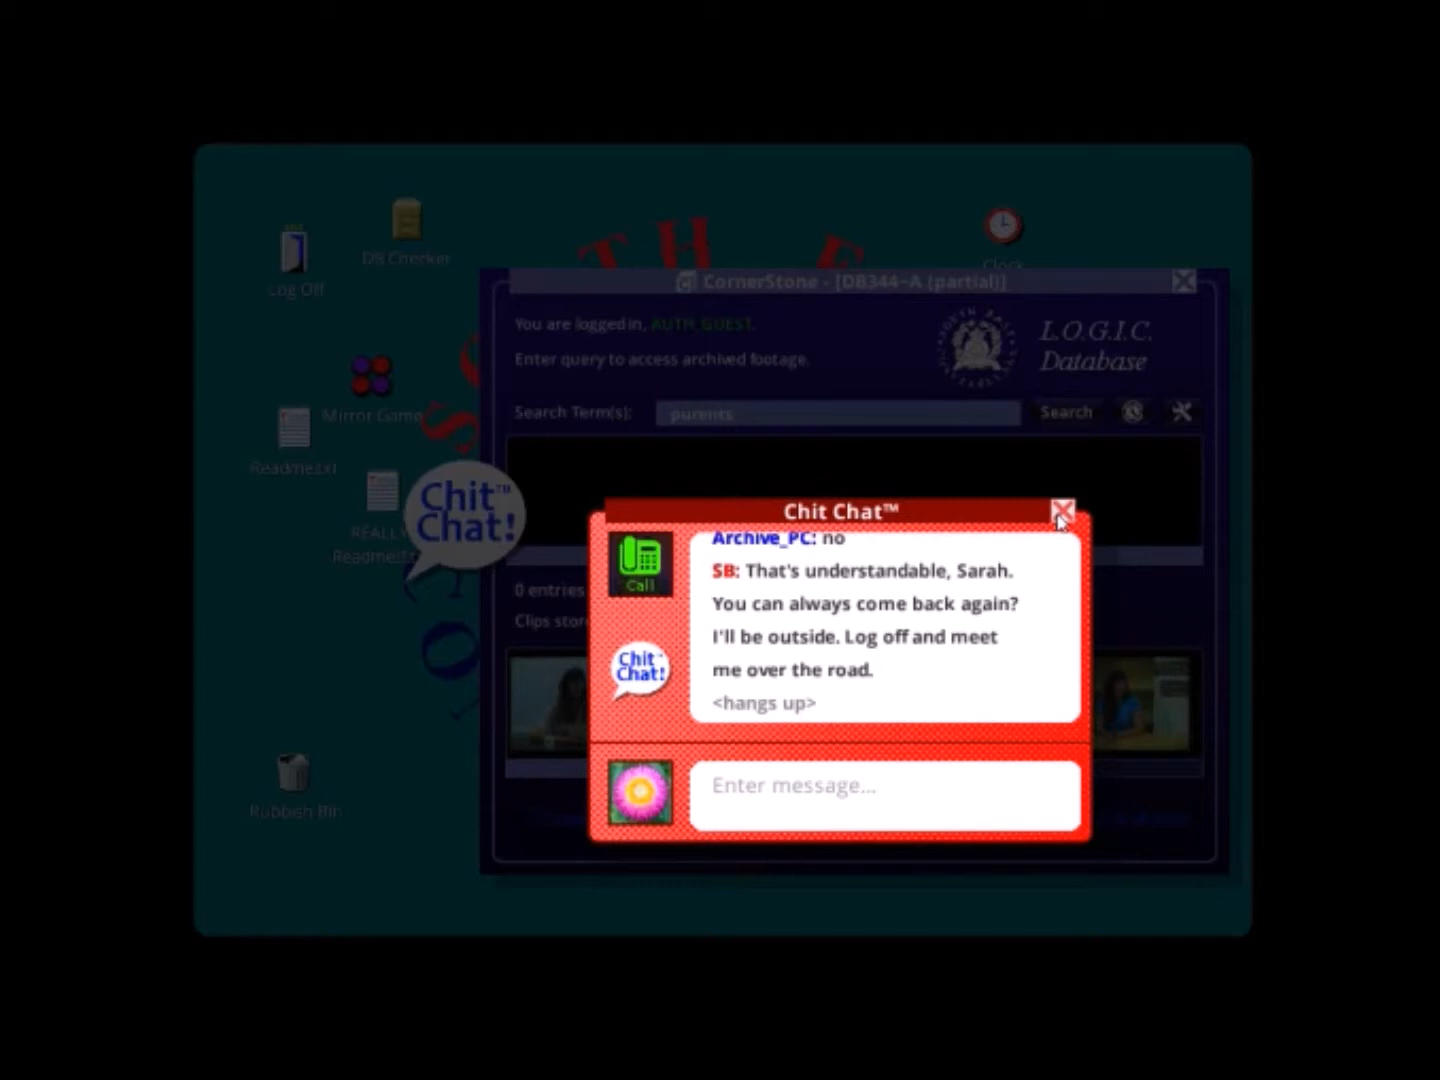 DB Checker
Log Off
Clock
T H E
CornerStone - [DB344-A (partial)]
You are logged in, AUTH_GUEST.
Enter query to access archived footage.
L.O.G.I.C.
Database
Search Term(s):
parents
Search
Mirror Game
Readme.txt
REALLY
Chit™
Chat!
Chit Chat™
Archive_PC: no
SB: That's understandable, Sarah.
You can always come back again?
I'll be outside. Log off and meet
me over the road.
<hangs up>
Call
Chit
Chat!
0 entries
Enter message...
Rubbish Bin